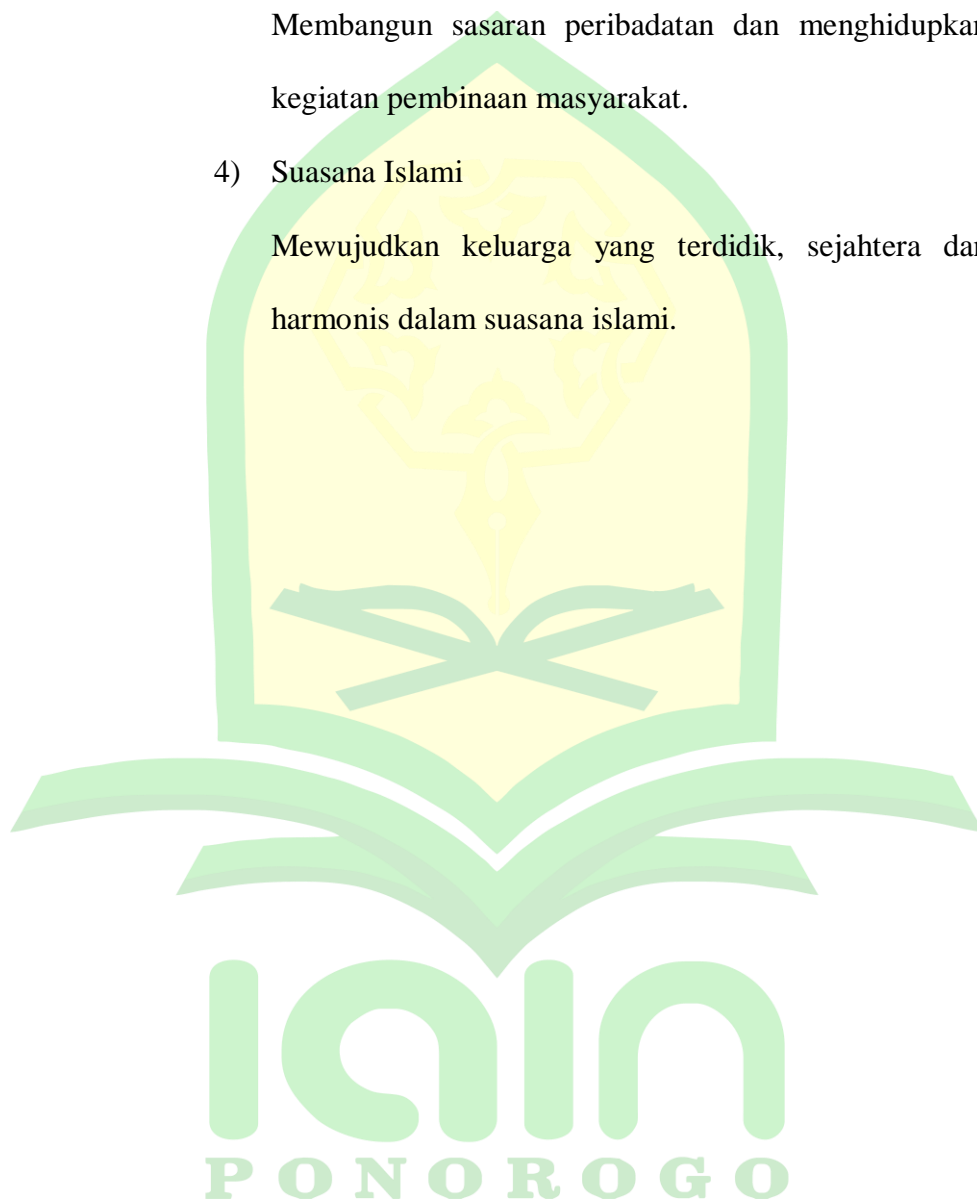 Membangun sasaran peribadatan dan menghidupkan
kegiatan pembinaan masyarakat.
4) Suasana Islami
Mewujudkan keluarga yang terdidik, sejahtera dan
harmonis dalam suasana islami.
iain
PONOROGO